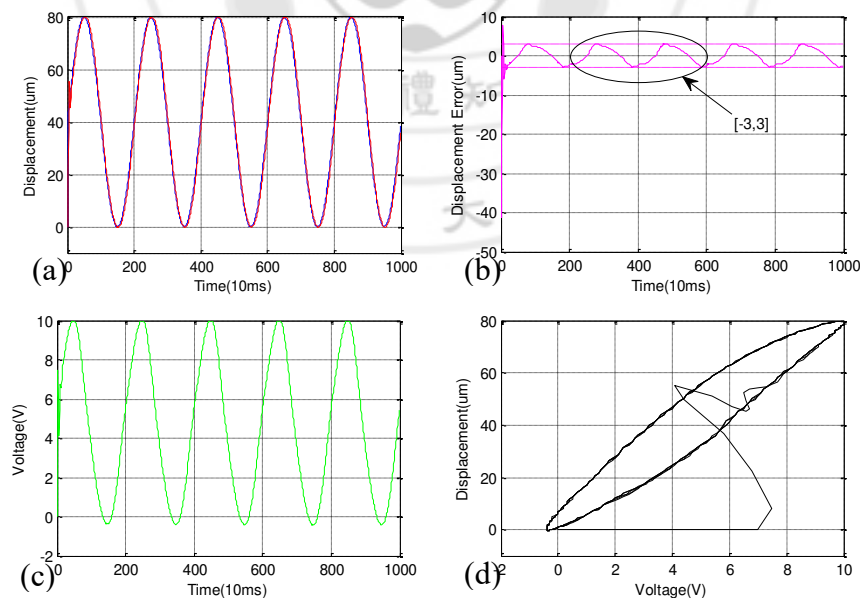 80
60
40
20
0
Displacement(um)
0 200 400 600 800 1000
Time(10ms)
(a)
10
0
-10
-20
-30
-40
-50
Displacement Error(um)
[-3,3]
禮 知
大
0 200 400 600 800 1000
Time(10ms)
(b)
10
8
6
4
2
0
-2
Voltage(V)
0 200 400 600 800 1000
Time(10ms)
(c)
80
60
40
20
0
Displacement(um)
-2 0 2 4 6 8 10
Voltage(V)
(d)